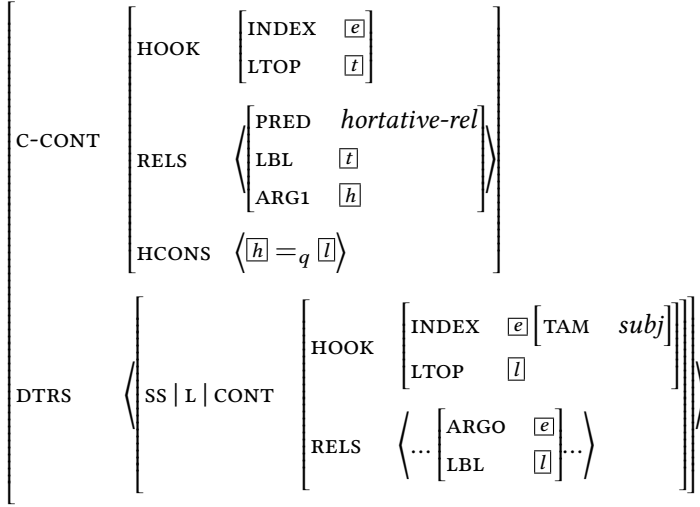 INDEX e
HOOK
LTOP t
PRED hortative-rel
C-CONT
RELS LBL t
ARG1 h
HCONS ⟨h =q l⟩
INDEX e [TAM subj]
HOOK
LTOP l
DTRS SS | L | CONT
ARG0 e
RELS ⟨... ...⟩
LBL l